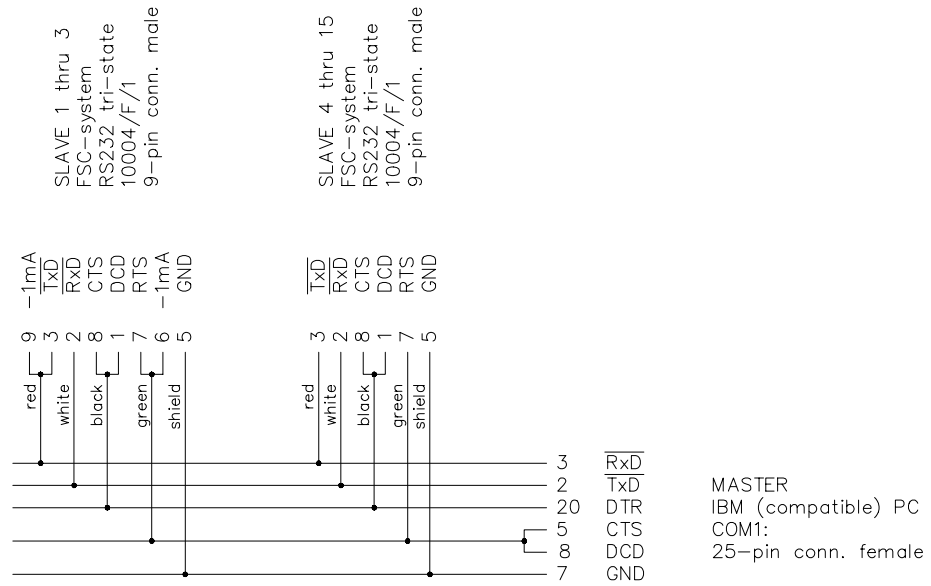 SLAVE 1 thru 3
FSC-system
RS232 tri-state
10004/F/1
9-pin conn. male
SLAVE 4 thru 15
FSC-system
RS232 tri-state
10004/F/1
9-pin conn. male
-1mA
TxD
RxD
CTS
DCD
RTS
-1mA
GND
TxD
RxD
CTS
DCD
RTS
GND
9
3
2
8
1
7
6
5
3
2
8
1
7
5
red
white
black
green
shield
red
white
black
green
shield
3 RxD
2 TxD MASTER
20 DTR IBM (compatible) PC
5 CTS COM1:
8 DCD 25-pin conn. female
7 GND